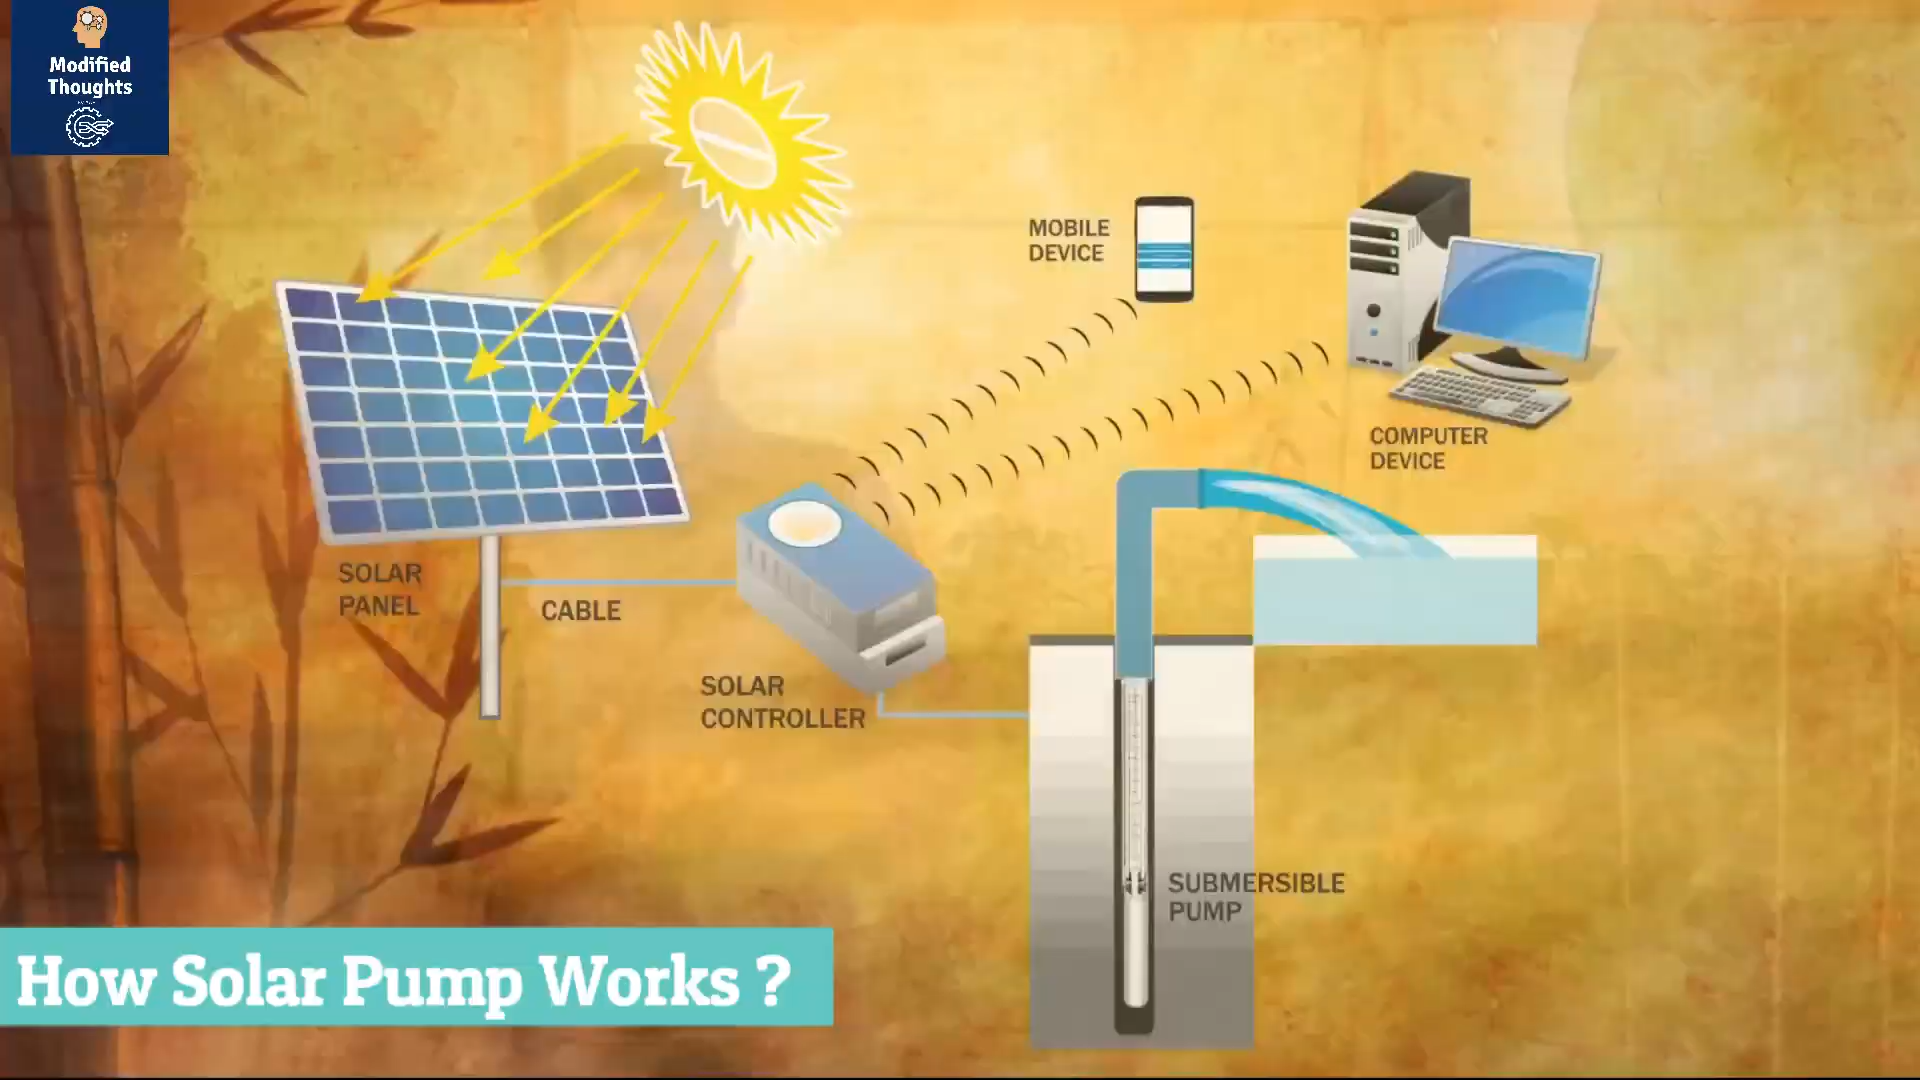 Modified
Thoughts
MOBILE
DEVICE
COMPUTER
DEVICE
SOLAR
PANEL
CABLE
SOLAR
CONTROLLER
SUBMERSIBLE
PUMP
How Solar Pump Works ?